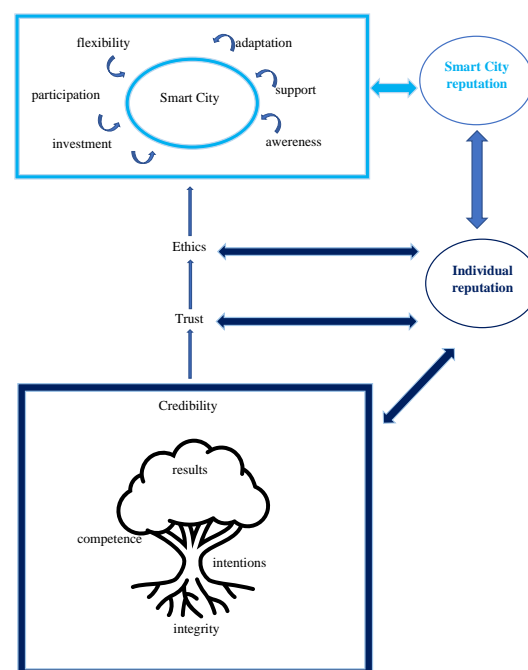 flexibility
adaptation
Smart City
reputation
participation
Smart City
support
investment
awereness
Ethics
Individual
reputation
Trust
Credibility
results
competence
intentions
integrity